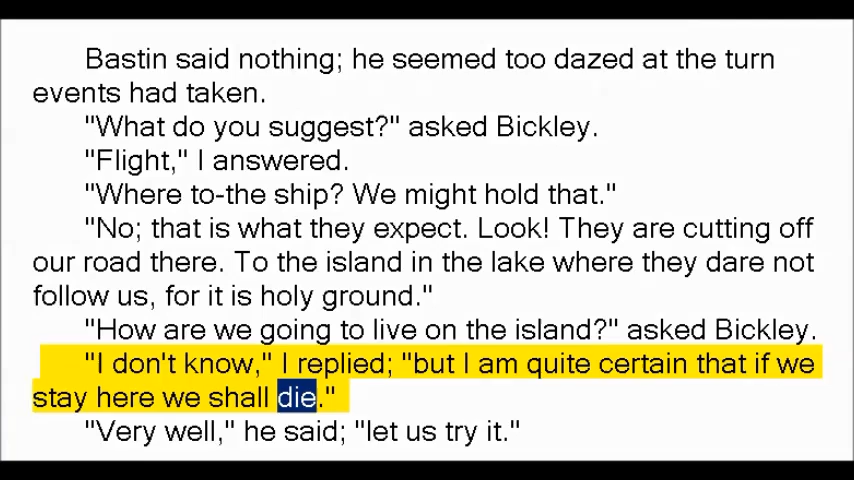 Bastin said nothing; he seemed too dazed at the turn
events had taken.
"What do you suggest?" asked Bickley.
"Flight," I answered.
"Where to-the ship? We might hold that."
"No; that is what they expect. Look! They are cutting off
our road there. To the island in the lake where they dare not
follow us, for it is holy ground."
"How are we going to live on the island?" asked Bickley.
"I don't know," I replied; "but I am quite certain that if we
stay here we shall die."
"Very well," he said; "let us try it."